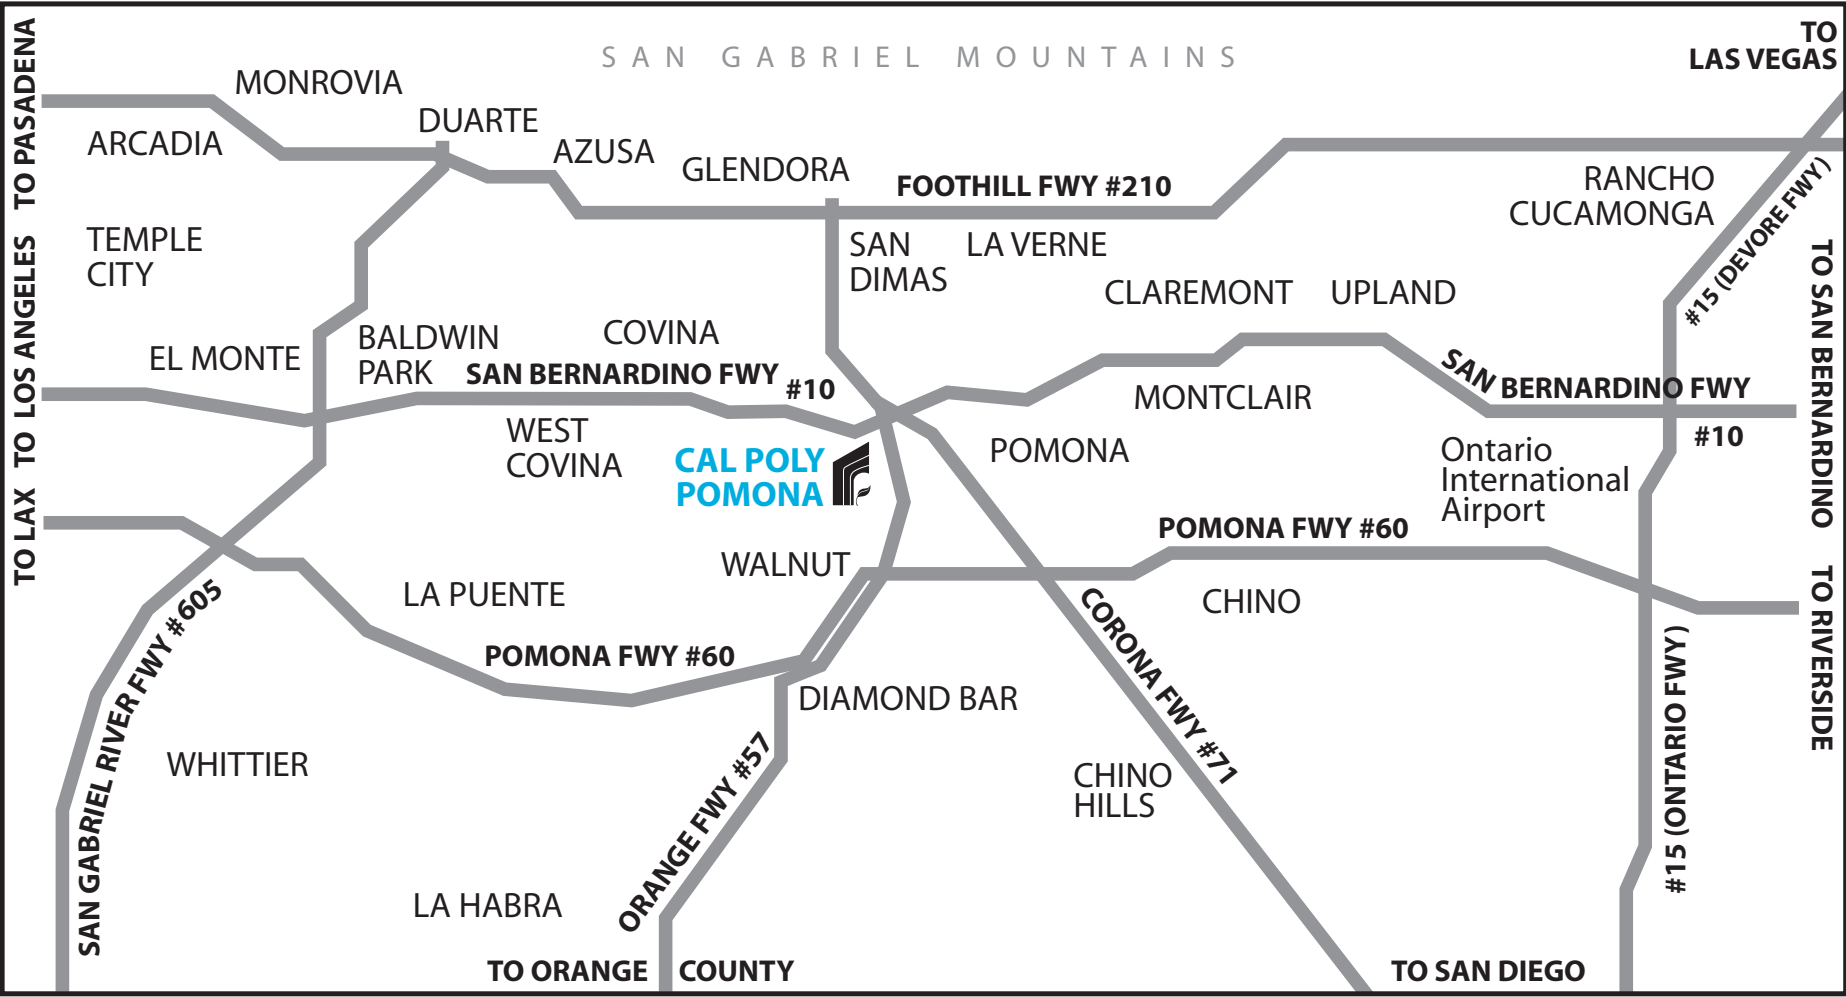 SAN GABRIEL MOUNTAINS
TO
LAS VEGAS
TO PASADENA
TO LOS ANGELES
TO LAX
MONROVIA
DUARTE
ARCADIA
AZUSA
GLENDORA
FOOTHILL FWY #210
RANCHO
CUCAMONGA
#15 (DEVORE FWY)
TEMPLE
CITY
SAN
DIMAS
LA VERNE
CLAREMONT
UPLAND
TO SAN BERNARDINO
TO RIVERSIDE
EL MONTE
BALDWIN
PARK
COVINA
SAN BERNARDINO FWY #10
MONTCLAIR
SAN BERNARDINO FWY
#10
WEST
COVINA
CAL POLY
POMONA
POMONA
Ontario
International
Airport
POMONA FWY #60
WALNUT
LA PUENTE
CHINO
SAN GABRIEL RIVER FWY #605
POMONA FWY #60
CORONA FWY #71
#15 (ONTARIO FWY)
DIAMOND BAR
WHITTIER
ORANGE FWY #57
CHINO
HILLS
LA HABRA
TO ORANGE COUNTY
TO SAN DIEGO